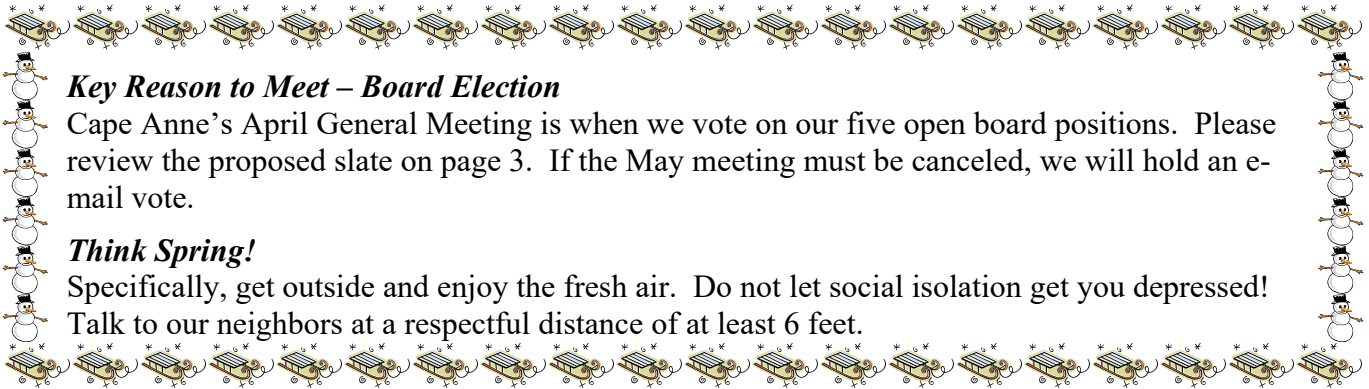 Key Reason to Meet – Board Election
Cape Anne’s April General Meeting is when we vote on our five open board positions.  Please
review the proposed slate on page 3.  If the May meeting must be canceled, we will hold an e-
mail vote.
Think Spring!
Specifically, get outside and enjoy the fresh air.  Do not let social isolation get you depressed!
Talk to our neighbors at a respectful distance of at least 6 feet.